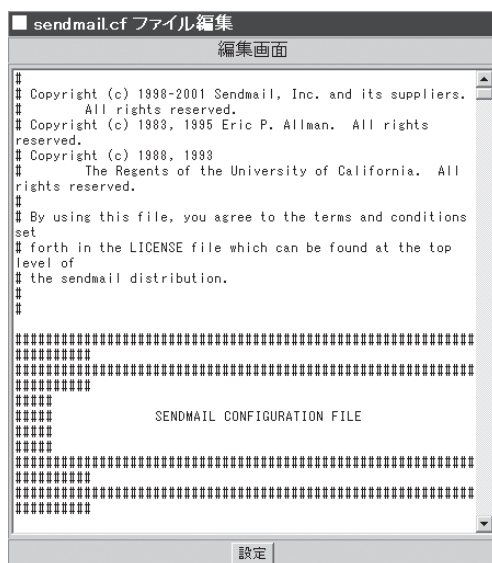 sendmail.cf ファイル編集
編集画面
#
# Copyright (c) 1998-2001 Sendmail, Inc. and its suppliers.
#       All rights reserved.
# Copyright (c) 1983, 1995 Eric P. Allman.  All rights
reserved.
# Copyright (c) 1988, 1993
#       The Regents of the University of California.  All
rights reserved.
#
# By using this file, you agree to the terms and conditions
set
# forth in the LICENSE file which can be found at the top
level of
# the sendmail distribution.
#
#
############################################################
##########
############################################################
##########
#####
#####           SENDMAIL CONFIGURATION FILE
#####
#####
############################################################
##########
############################################################
##########
設定